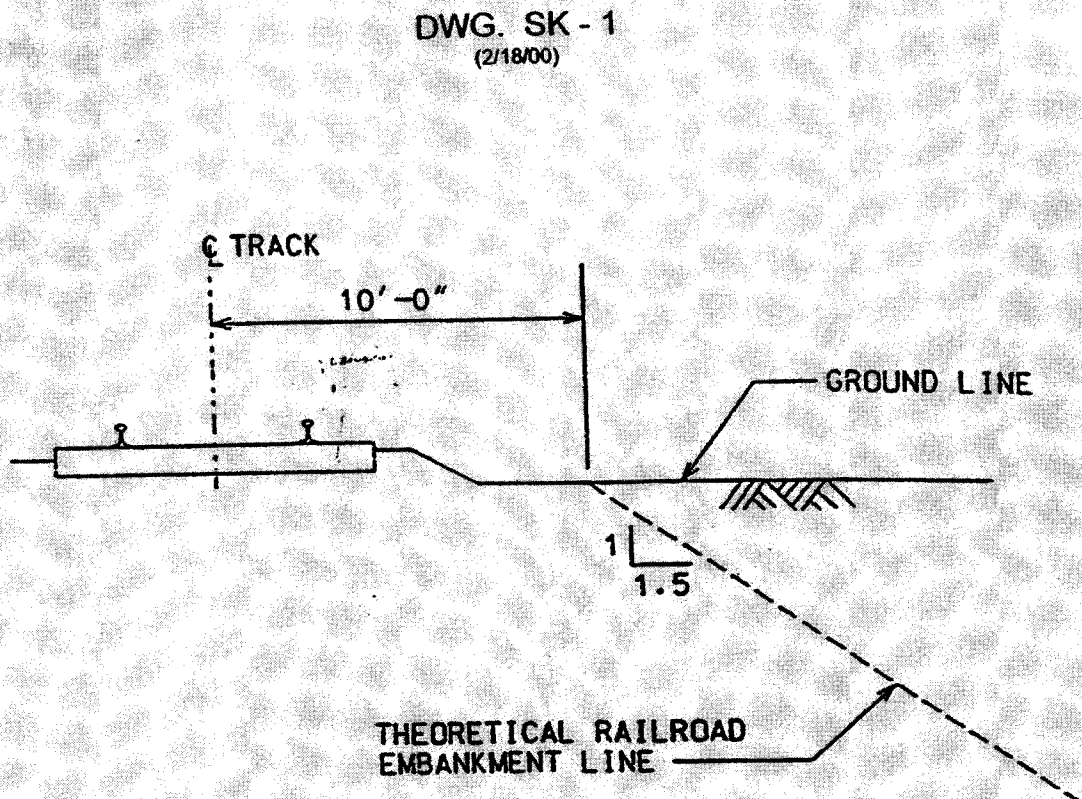 DWG. SK - 1
(2/18/00)
℄ TRACK
10'-0"
GROUND LINE
1
1.5
THEORETICAL RAILROAD
EMBANKMENT LINE